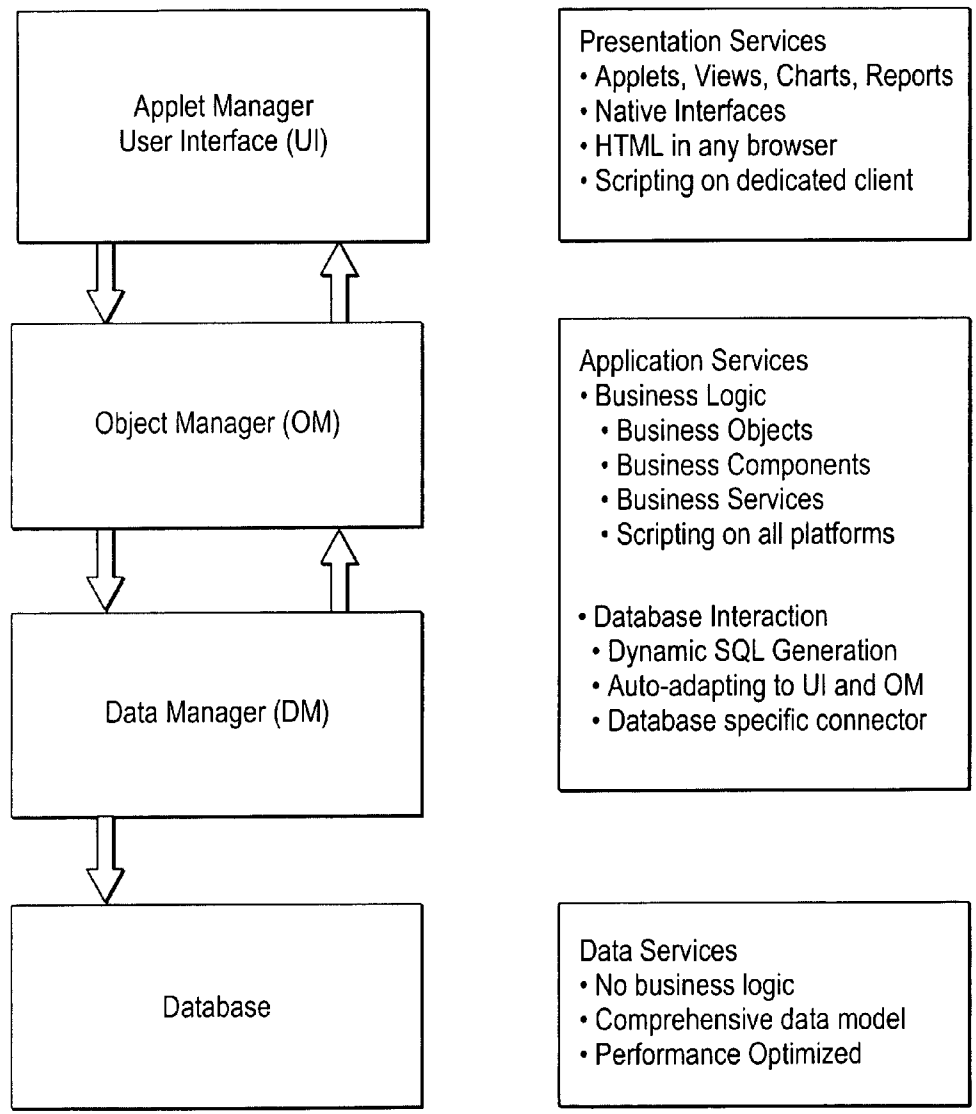 Applet Manager
User Interface (UI)
Presentation Services
• Applets, Views, Charts, Reports
• Native Interfaces
• HTML in any browser
• Scripting on dedicated client
Object Manager (OM)
Application Services
• Business Logic
• Business Objects
• Business Components
• Business Services
• Scripting on all platforms
• Database Interaction
• Dynamic SQL Generation
• Auto-adapting to UI and OM
• Database specific connector
Data Manager (DM)
Database
Data Services
• No business logic
• Comprehensive data model
• Performance Optimized